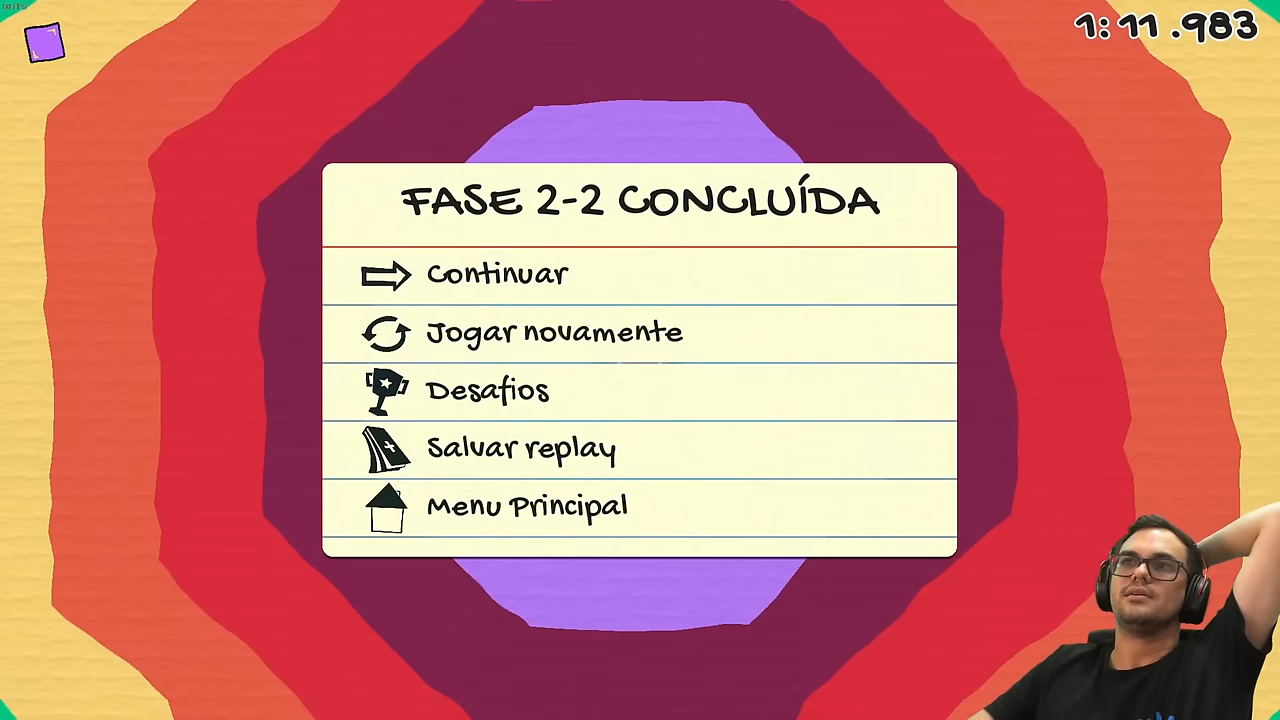 1:11.983
FASE 2-2 CONCLUÍDA
Continuar
Jogar novamente
Desafios
Salvar replay
Menu Principal